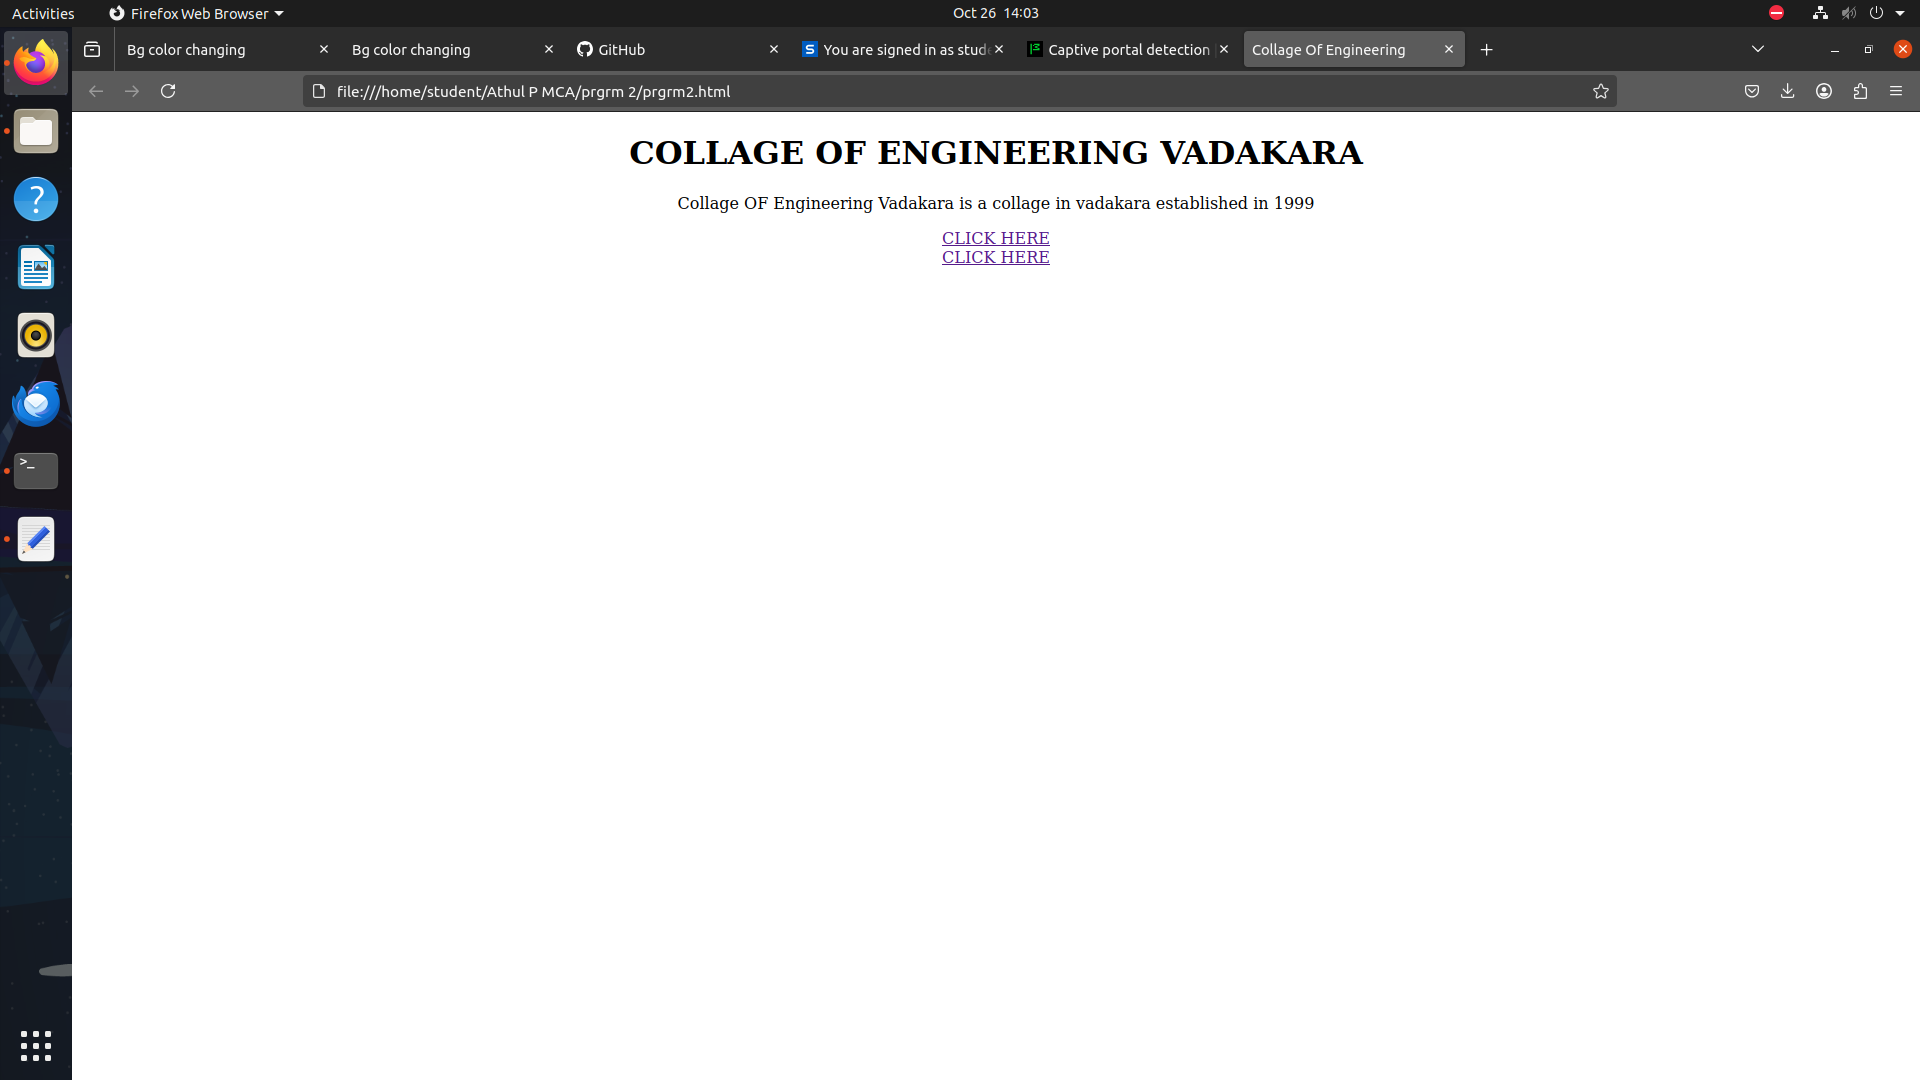 Activities Firefox Web Browser Oct 26 14:03
Bg color changing Bg color changing GitHub You are signed in as stud Captive portal detection Collage Of Engineering
file:///home/student/Athul P MCA/prgrm 2/prgrm2.html
COLLAGE OF ENGINEERING VADAKARA
Collage OF Engineering Vadakara is a collage in vadakara established in 1999
CLICK HERE
CLICK HERE